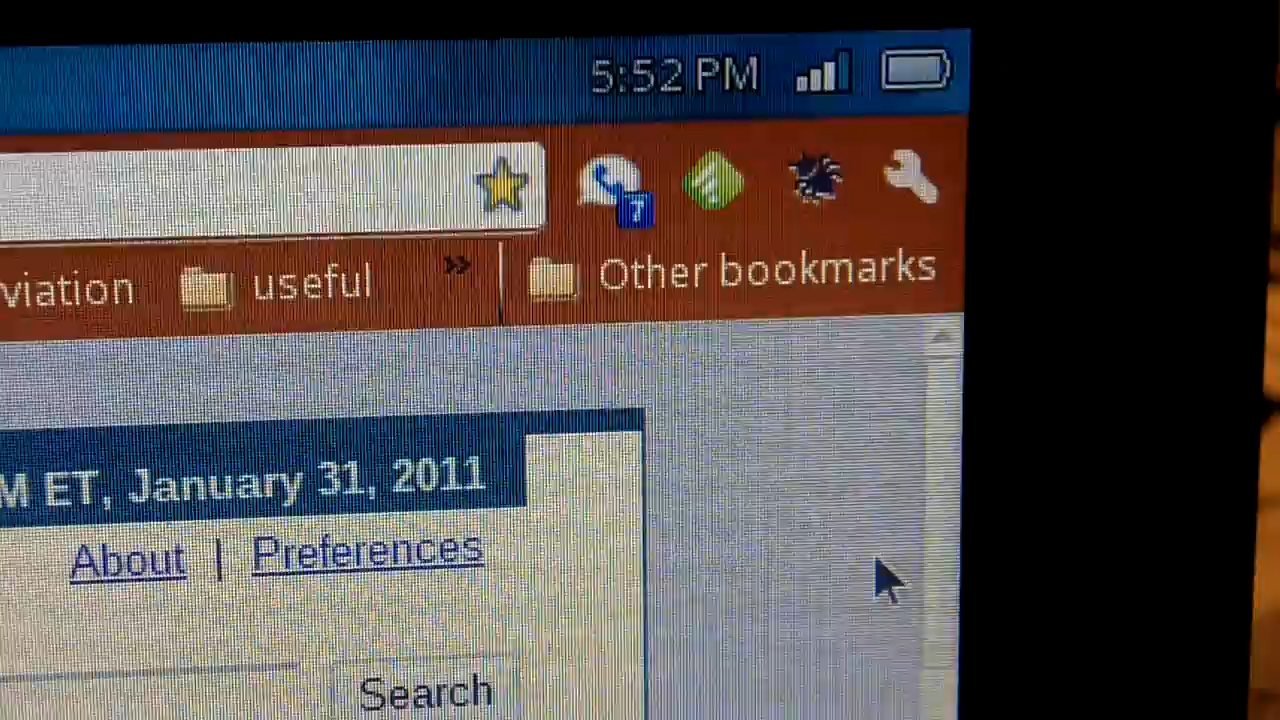 5:52 PM
7
viation useful » Other bookmarks
M ET, January 31, 2011
About | Preferences
Search